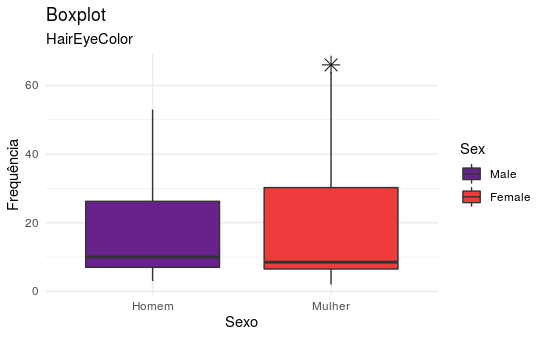 Boxplot
HairEyeColor
Frequência
60
40
20
0
Homem
Mulher
Sexo
Sex
Male
Female